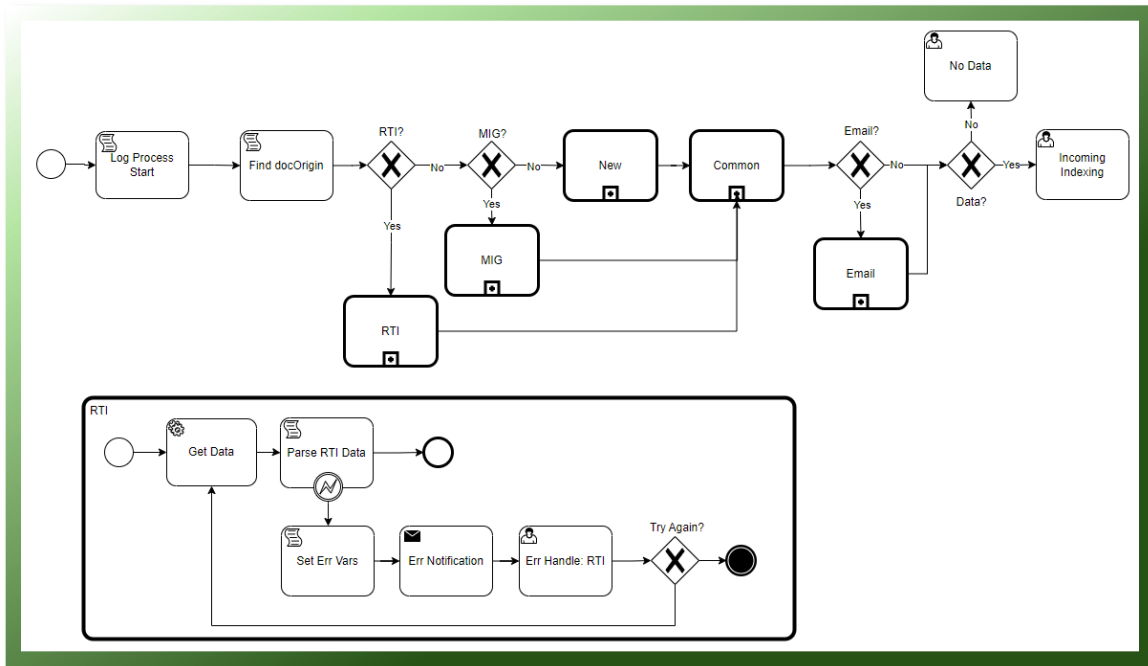 No Data
RTI?
MIG?
Email?
No
Log Process
Start
Find docOrigin
No
No
New
Common
No
Yes
Incoming
Indexing
Data?
Yes
Yes
Yes
MIG
Email
RTI
RTI
Get Data
Parse RTI Data
Try Again?
Set Err Vars
Err Notification
Err Handle: RTI